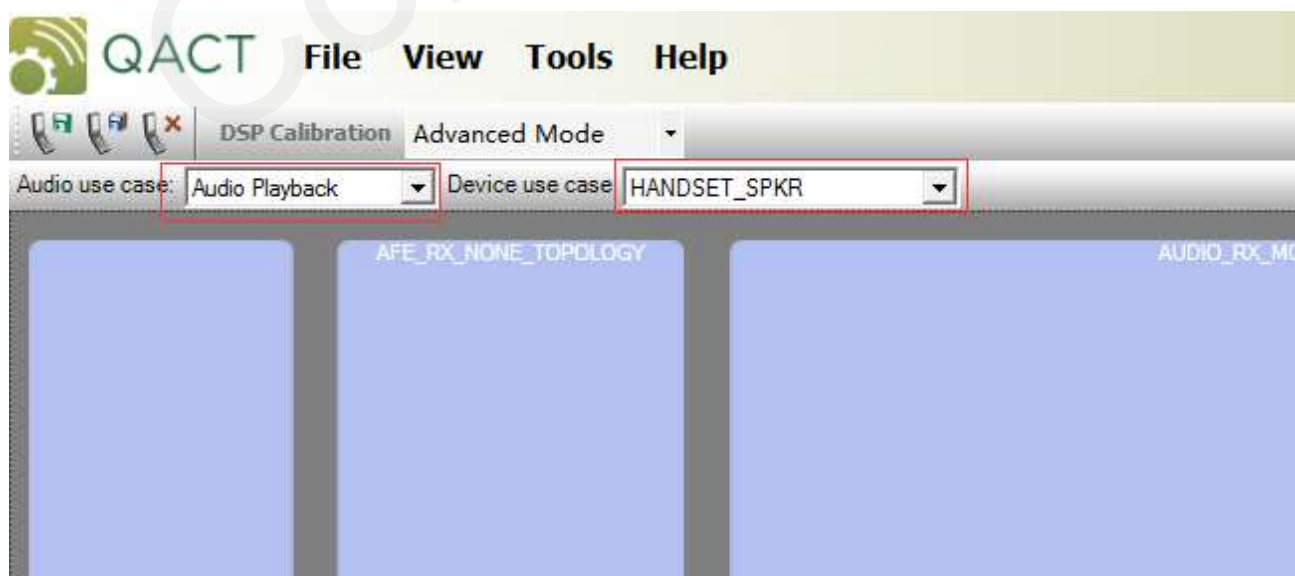 QACT File View Tools Help
DSP Calibration Advanced Mode
Audio use case: Audio Playback Device use case HANDSET_SPKR
AFE_RX_NONE_TOPOLOGY AUDIO_RX_MO